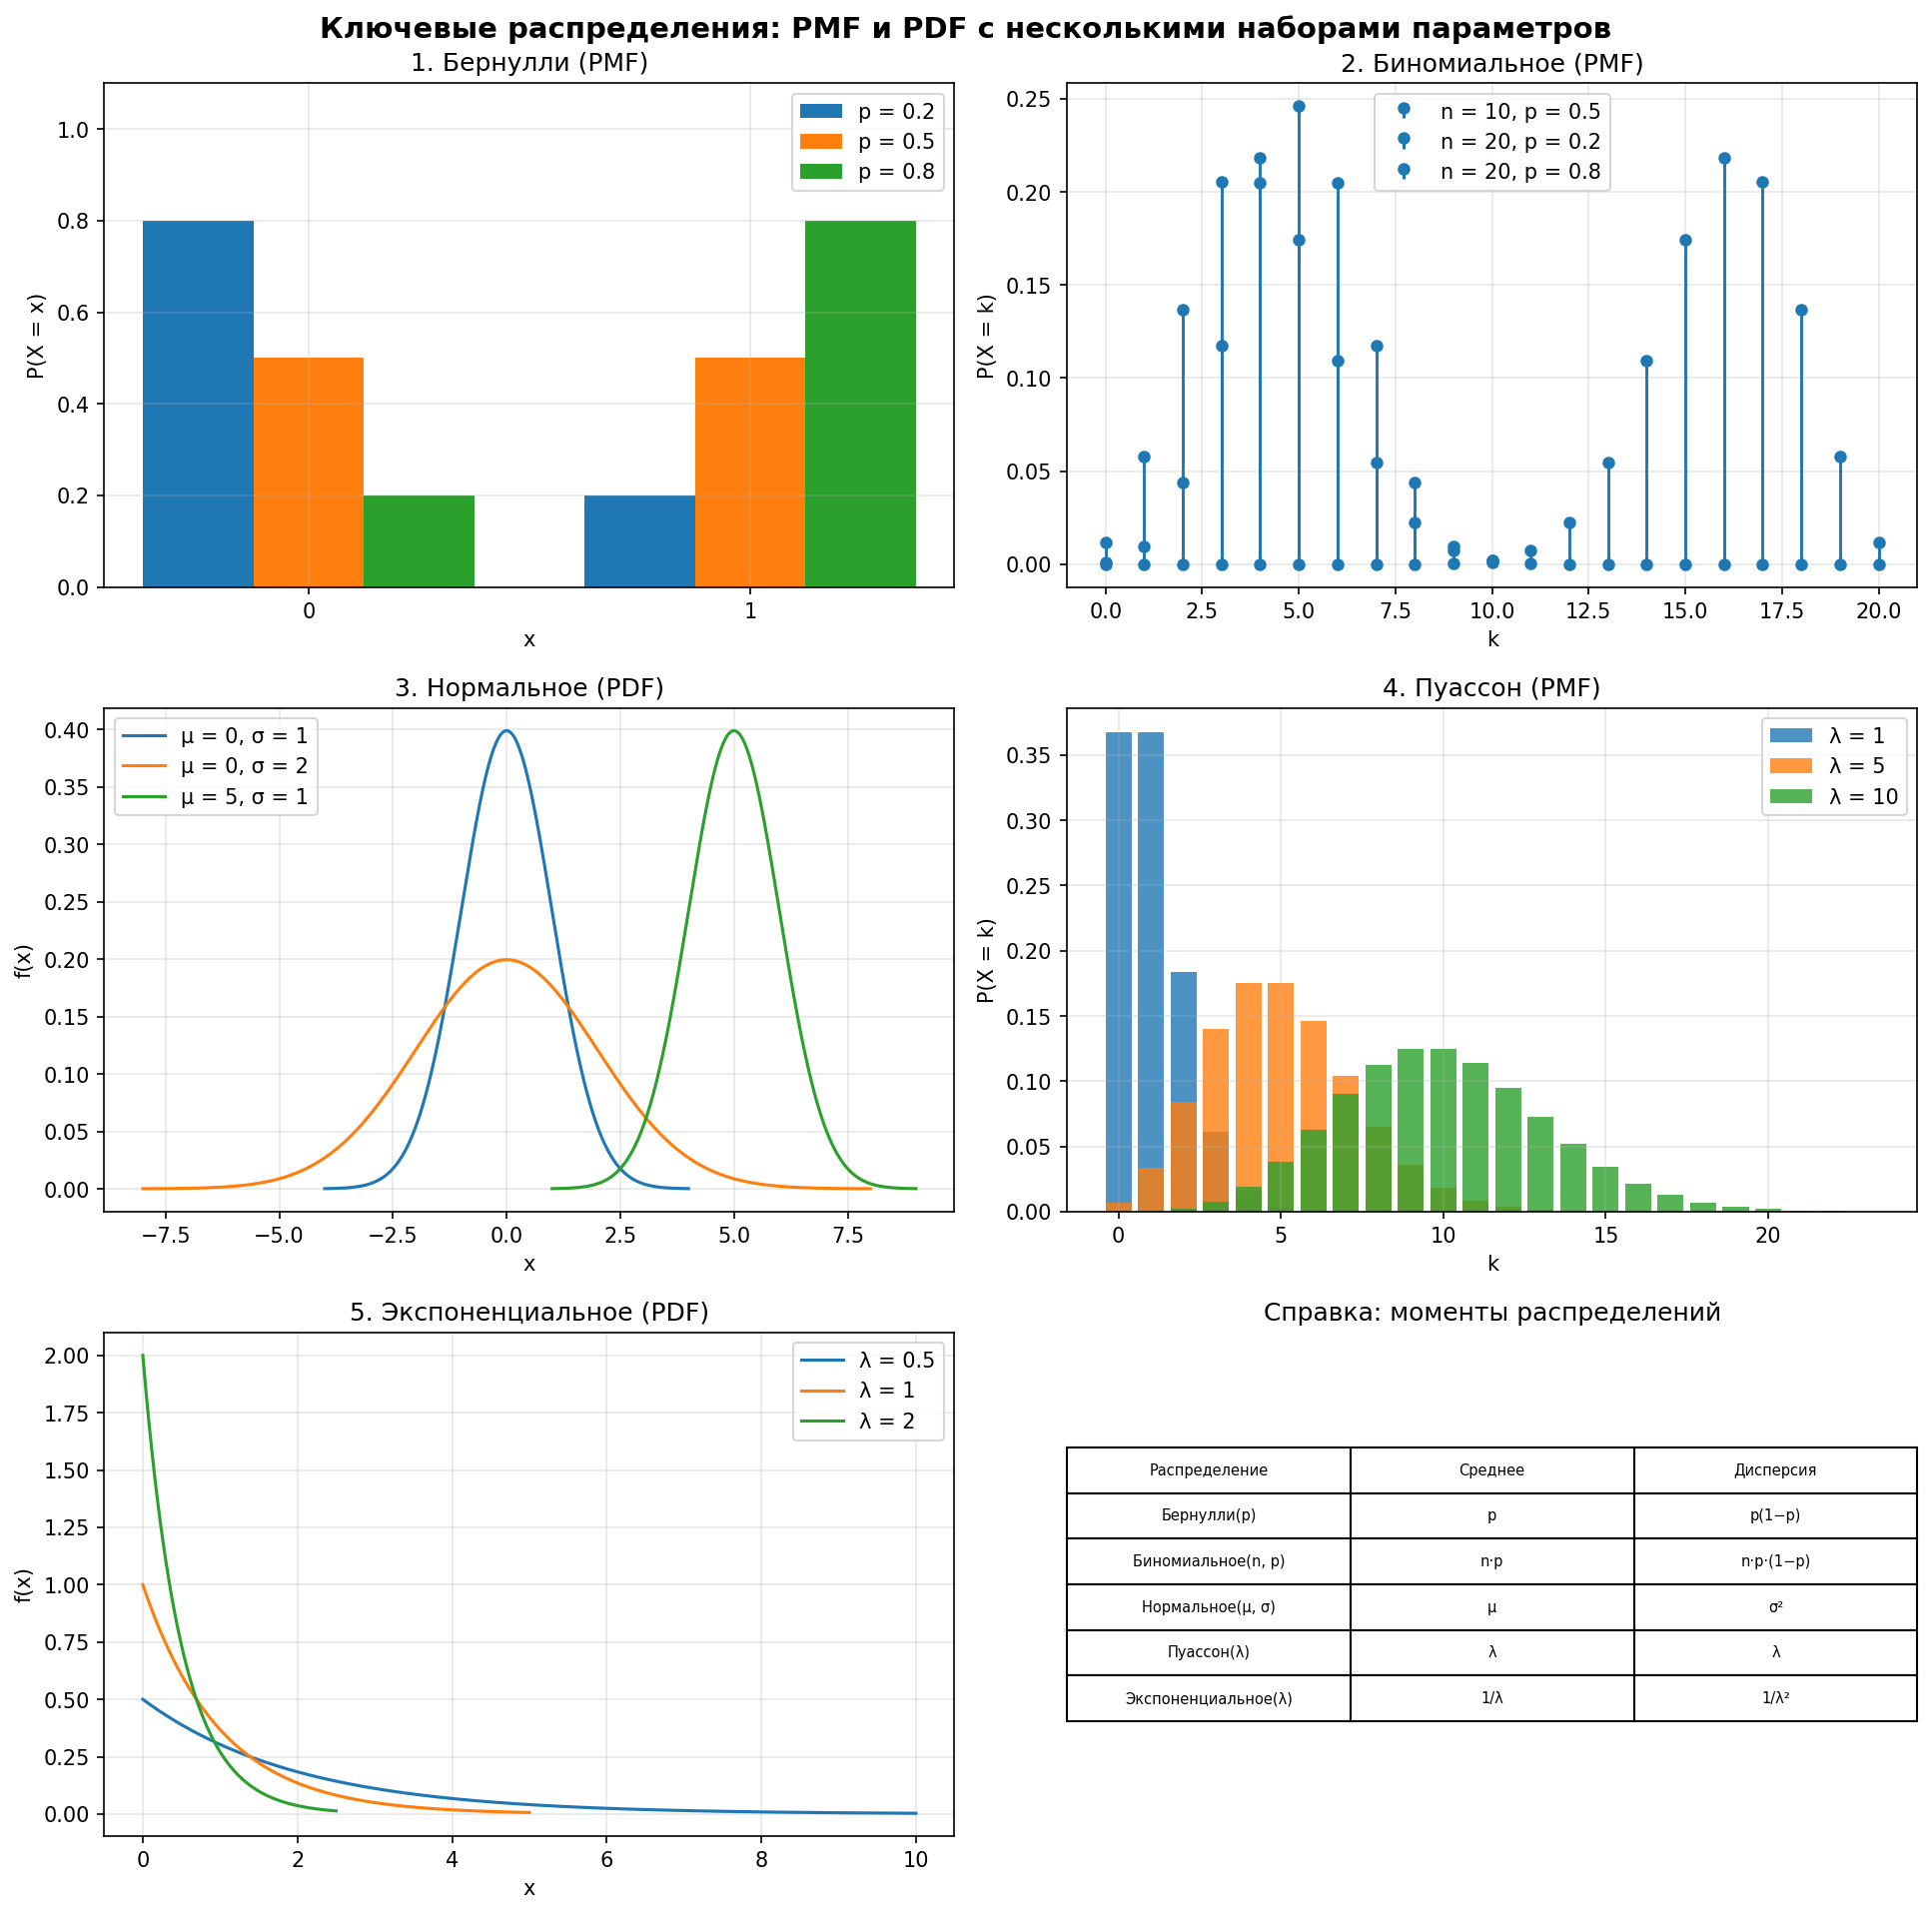 Ключевые распределения: PMF и PDF с несколькими наборами параметров
1. Бернулли (PMF)
P(X = x)
1.0
0.8
0.6
0.4
0.2
0.0
0 1
x
p = 0.2
p = 0.5
p = 0.8
2. Биномиальное (PMF)
P(X = k)
0.25
0.20
0.15
0.10
0.05
0.00
0.0 2.5 5.0 7.5 10.0 12.5 15.0 17.5 20.0
k
n = 10, p = 0.5
n = 20, p = 0.2
n = 20, p = 0.8
3. Нормальное (PDF)
f(x)
0.40
0.35
0.30
0.25
0.20
0.15
0.10
0.05
0.00
−7.5 −5.0 −2.5 0.0 2.5 5.0 7.5
x
μ = 0, σ = 1
μ = 0, σ = 2
μ = 5, σ = 1
4. Пуассон (PMF)
P(X = k)
0.35
0.30
0.25
0.20
0.15
0.10
0.05
0.00
0 5 10 15 20
k
λ = 1
λ = 5
λ = 10
5. Экспоненциальное (PDF)
f(x)
2.00
1.75
1.50
1.25
1.00
0.75
0.50
0.25
0.00
0 2 4 6 8 10
x
λ = 0.5
λ = 1
λ = 2
Справка: моменты распределений
Распределение Среднее Дисперсия
Бернулли(p) p p(1−p)
Биномиальное(n, p) n·p n·p·(1−p)
Нормальное(μ, σ) μ σ²
Пуассон(λ) λ λ
Экспоненциальное(λ) 1/λ 1/λ²